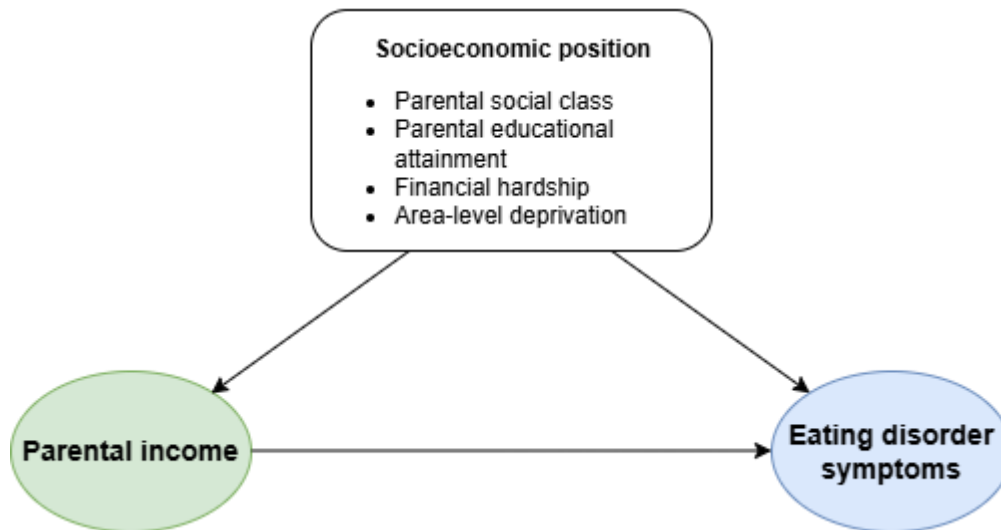 Socioeconomic position
• Parental social class
• Parental educational
attainment
• Financial hardship
• Area-level deprivation
Parental income
Eating disorder
symptoms